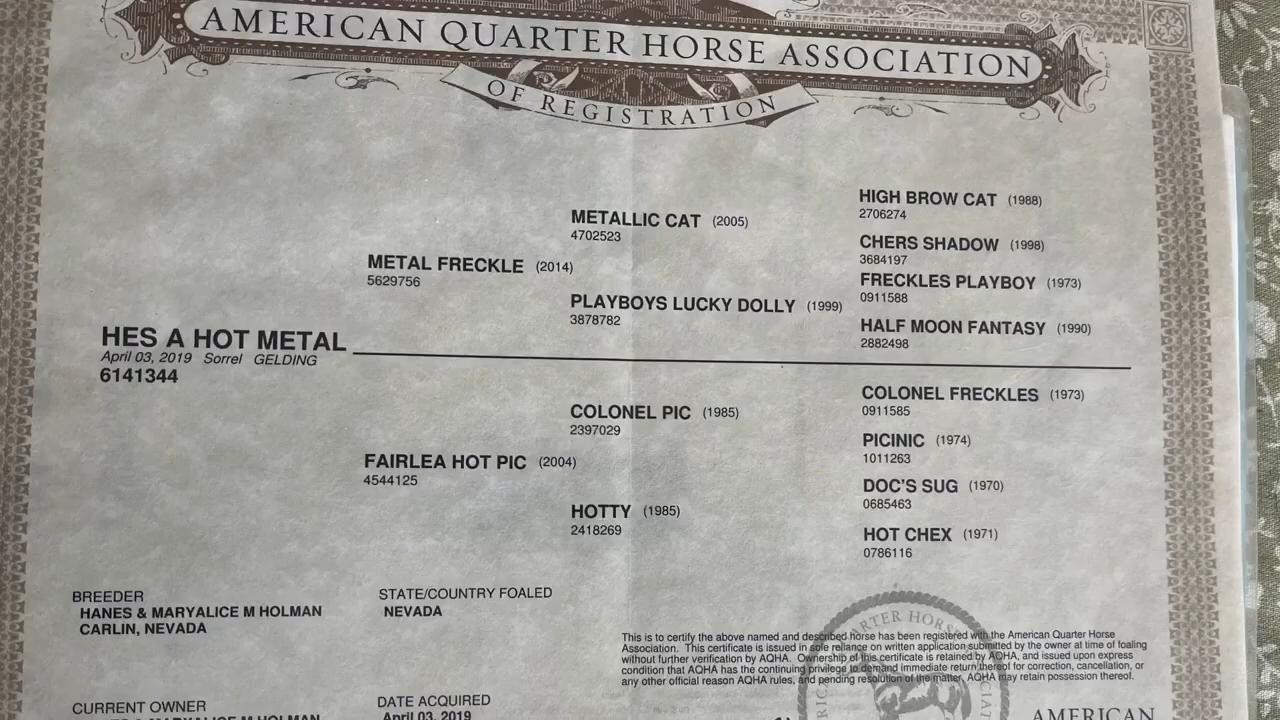 AMERICAN QUARTER HORSE ASSOCIATION
OF REGISTRATION
HIGH BROW CAT (1988)
2706274
METALLIC CAT (2005)
4702523
CHERS SHADOW (1998)
3684197
METAL FRECKLE (2014)
5629756
FRECKLES PLAYBOY (1973)
0911588
PLAYBOYS LUCKY DOLLY (1999)
3878782
HALF MOON FANTASY (1990)
2882498
HES A HOT METAL
April 03, 2019 Sorrel GELDING
6141344
COLONEL FRECKLES (1973)
0911585
COLONEL PIC (1985)
2397029
PICINIC (1974)
1011263
FAIRLEA HOT PIC (2004)
4544125
DOC'S SUG (1970)
0685463
HOTTY (1985)
2418269
HOT CHEX (1971)
0786116
BREEDER
HANES & MARYALICE M HOLMAN
CARLIN, NEVADA
STATE/COUNTRY FOALED
NEVADA
This is to certify the above named and described horse has been registered with the American Quarter Horse
Association. This certificate is issued in sole reliance on written application submitted by the owner at time of foaling
without further verification by AQHA. Ownership of this certificate is retained by AQHA, and issued upon express
condition that AQHA has the continuing privilege to demand immediate return thereof for correction, cancellation, or
any other official reason AQHA rules, and pending resolution of the matter, AQHA may retain possession thereof.
CURRENT OWNER
MARYALICE M HOLMAN
DATE ACQUIRED
April 03, 2019
QUARTER HORSE
AMERICAN